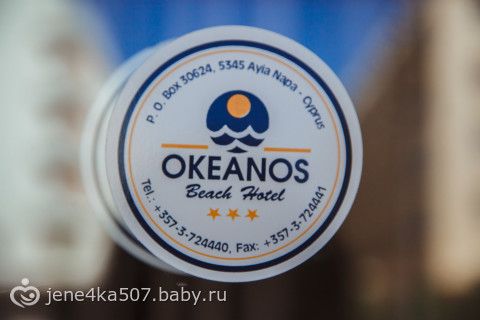 P. O. Box 30624, 5345 Ayia Napa - Cyprus
OKEANOS
Beach Hotel
Tel.: +357-3-724440, Fax: +357-3-724441
jene4ka507.baby.ru